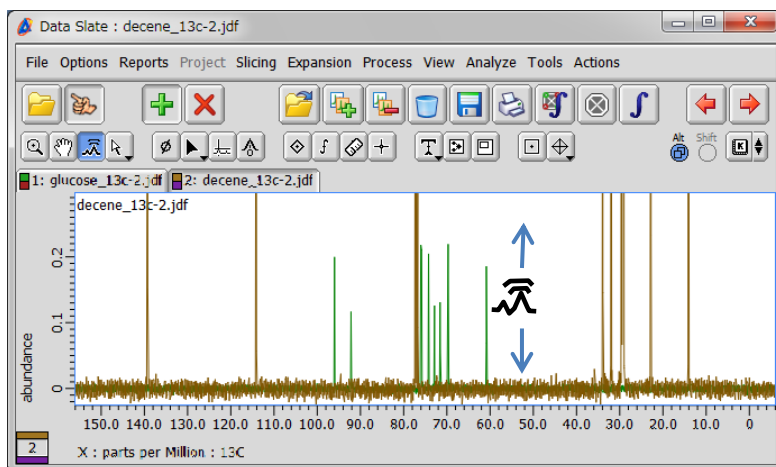 Data Slate : decene_13c-2.jdf
File Options Reports Project Slicing Expansion Process View Analyze Tools Actions
Alt Shift
K
1: glucose_13c-2.jdf 2: decene_13c-2.jdf
decene_13c-2.jdf
0.2
0.1
0
abundance
150.0 140.0 130.0 120.0 110.0 100.0 90.0 80.0 70.0 60.0 50.0 40.0 30.0 20.0 10.0 0
2
X : parts per Million : 13C